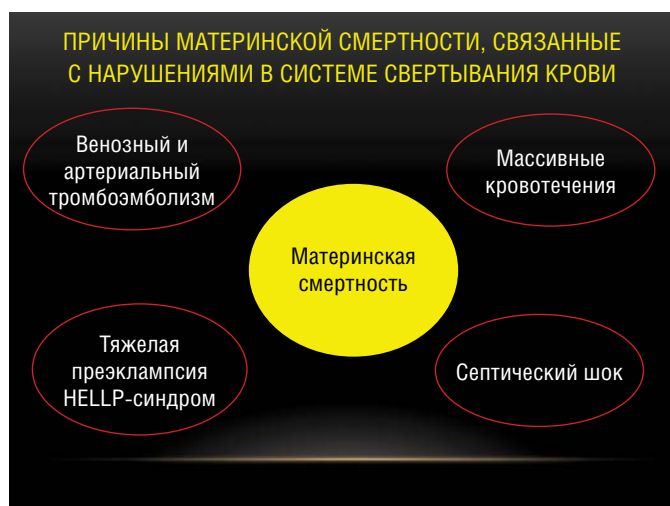 ПРИЧИНЫ МАТЕРИНСКОЙ СМЕРТНОСТИ, СВЯЗАННЫЕ
С НАРУШЕНИЯМИ В СИСТЕМЕ СВЕРТЫВАНИЯ КРОВИ
Венозный и
артериальный
тромбоэмболизм
Массивные
кровотечения
Материнская
смертность
Тяжелая
преэклампсия
HELLP-синдром
Септический шок